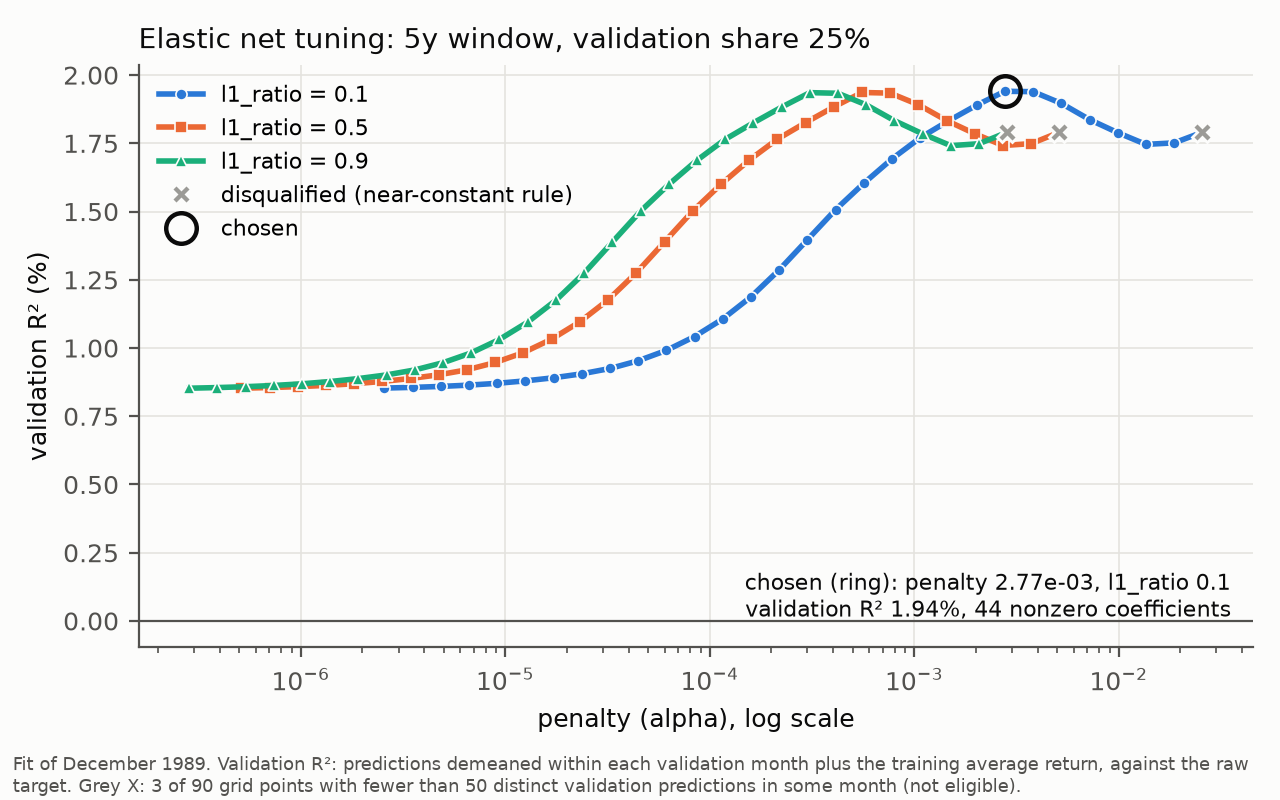 Elastic net tuning: 5y window, validation share 25%
l1_ratio = 0.1
l1_ratio = 0.5
l1_ratio = 0.9
disqualified (near-constant rule)
chosen
validation R² (%)
2.00
1.75
1.50
1.25
1.00
0.75
0.50
0.25
0.00
chosen (ring): penalty 2.77e-03, l1_ratio 0.1
validation R² 1.94%, 44 nonzero coefficients
10⁻⁶ 10⁻⁵ 10⁻⁴ 10⁻³ 10⁻²
penalty (alpha), log scale
Fit of December 1989. Validation R²: predictions demeaned within each validation month plus the training average return, against the raw
target. Grey X: 3 of 90 grid points with fewer than 50 distinct validation predictions in some month (not eligible).